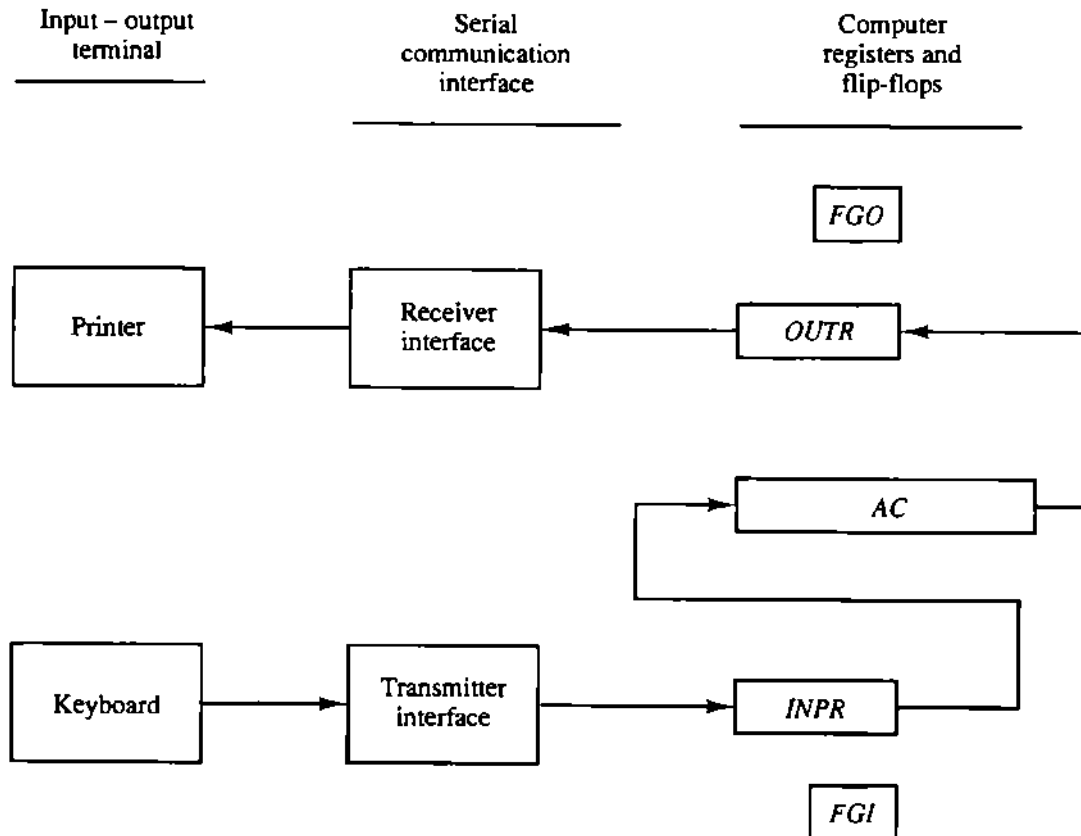 Input – output
terminal
Serial
communication
interface
Computer
registers and
flip-flops
FGO
Printer
Receiver
interface
OUTR
AC
Keyboard
Transmitter
interface
INPR
FGI